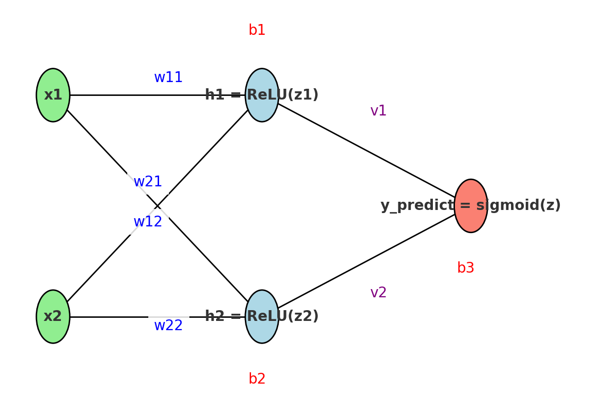 b1
x1
w11
h1 = ReLU(z1)
v1
w21
y_predict = sigmoid(z)
w12
b3
v2
x2
w22
h2 = ReLU(z2)
b2